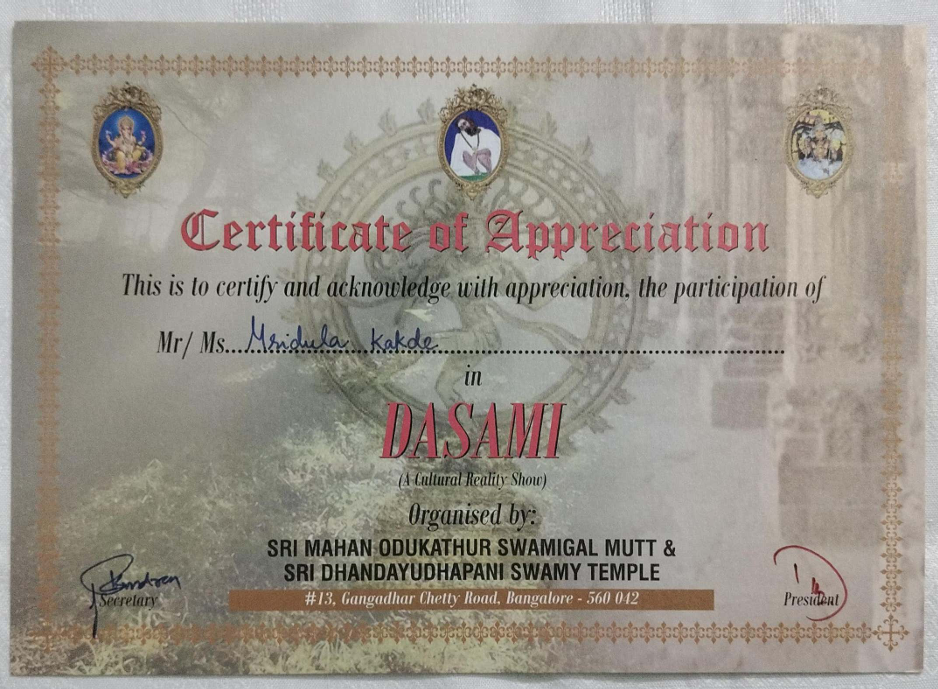 Certificate of Appreciation
This is to certify and acknowledge with appreciation, the participation of
Mr/ Ms....Mridula Kakde..........................................................
in
DASAMI
(A Cultural Reality Show)
Organised by:
SRI MAHAN ODUKATHUR SWAMIGAL MUTT &
SRI DHANDAYUDHAPANI SWAMY TEMPLE
#13, Gangadhar Chetty Road, Bangalore - 560 042
Secretary
President